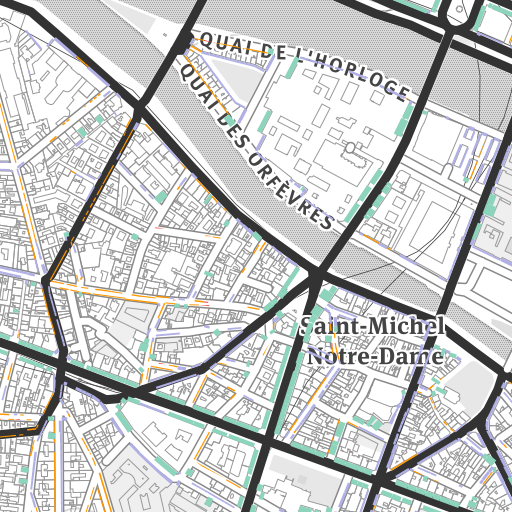 QUAI DE L'HORLOGE
QUAI DES ORFÈVRES
Saint-Michel
Notre-Dame